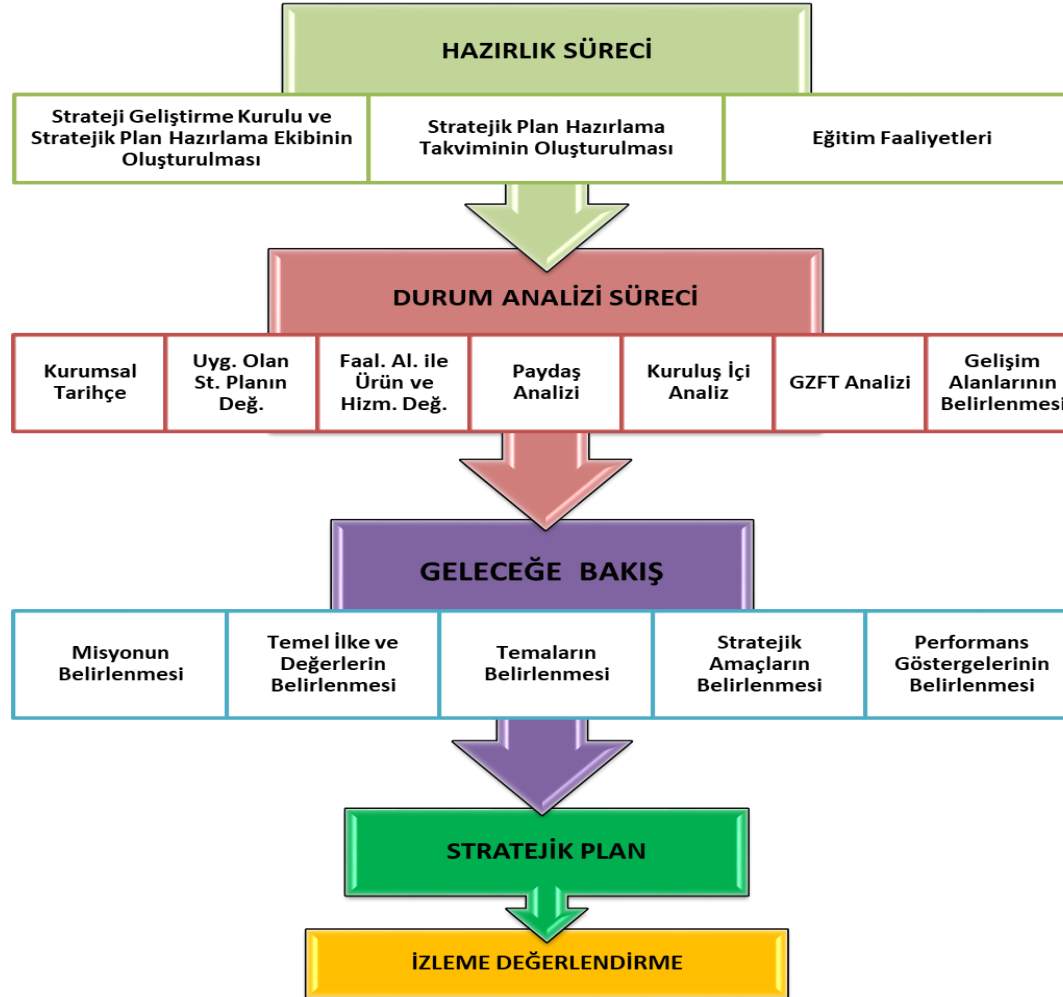 HAZIRLIK SÜRECİ
Strateji Geliştirme Kurulu ve
Stratejik Plan Hazırlama Ekibinin
Oluşturulması
Stratejik Plan Hazırlama
Takviminin Oluşturulması
Eğitim Faaliyetleri
DURUM ANALİZİ SÜRECİ
Kurumsal
Tarihçe
Uyg. Olan
St. Planın
Değ.
Faal. Al. ile
Ürün ve
Hizm. Değ.
Paydaş
Analizi
Kuruluş İçi
Analiz
GZFT Analizi
Gelişim
Alanlarının
Belirlenmesi
GELECEĞE BAKIŞ
Misyonun
Belirlenmesi
Temel İlke ve
Değerlerin
Belirlenmesi
Temaların
Belirlenmesi
Stratejik
Amaçların
Belirlenmesi
Performans
Göstergelerinin
Belirlenmesi
STRATEJİK PLAN
İZLEME DEĞERLENDİRME